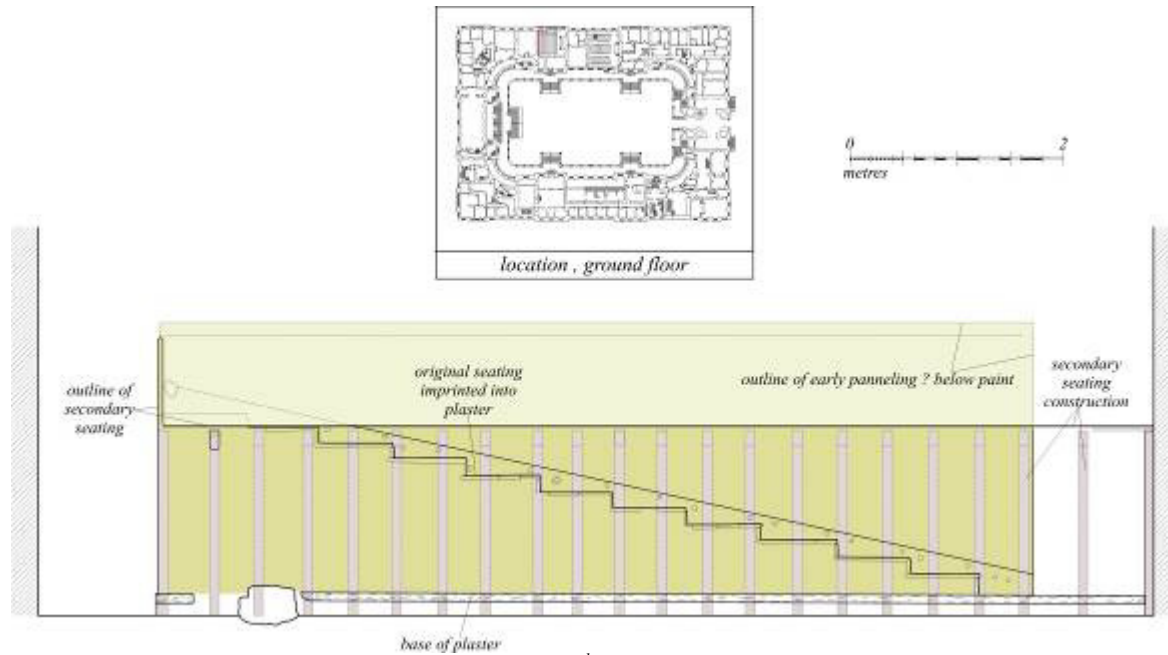 location , ground floor
0 2
metres
outline of
secondary
seating
original seating
imprinted into
plaster
outline of early panneling ? below paint
secondary
seating
construction
base of plaster